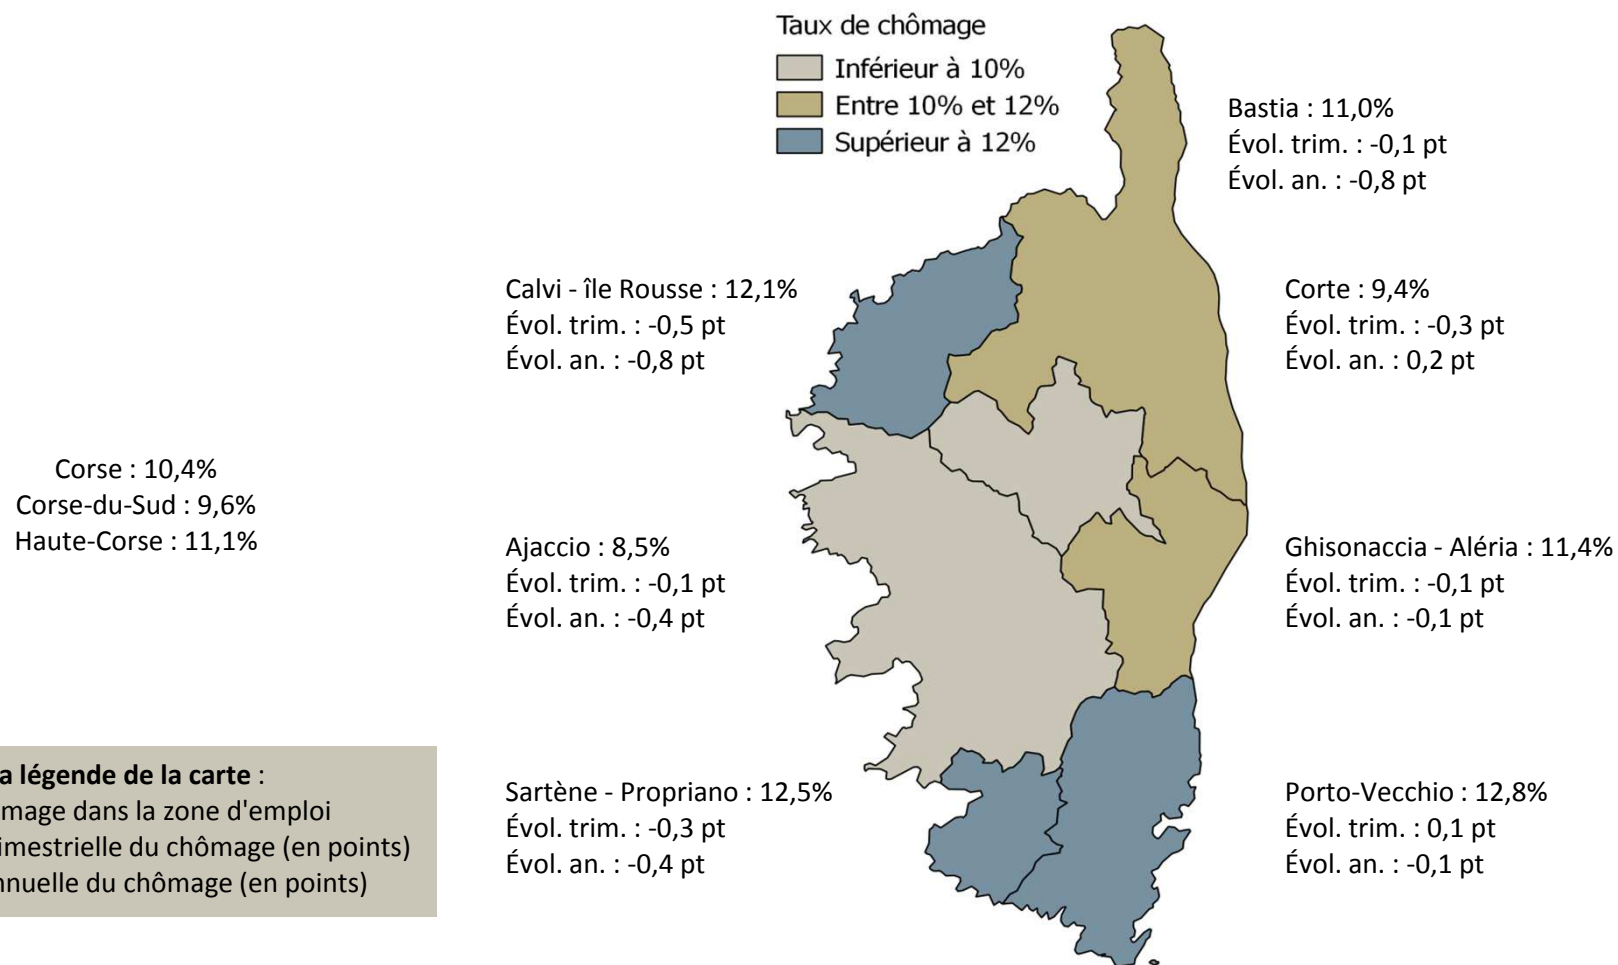 Taux de chômage
Inférieur à 10%
Entre 10% et 12%
Supérieur à 12%
Bastia : 11,0%
Évol. trim. : -0,1 pt
Évol. an. : -0,8 pt
Calvi - île Rousse : 12,1%
Évol. trim. : -0,5 pt
Évol. an. : -0,8 pt
Corte : 9,4%
Évol. trim. : -0,3 pt
Évol. an. : 0,2 pt
Corse : 10,4%
Corse-du-Sud : 9,6%
Haute-Corse : 11,1%
Ajaccio : 8,5%
Évol. trim. : -0,1 pt
Évol. an. : -0,4 pt
Ghisonaccia - Aléria : 11,4%
Évol. trim. : -0,1 pt
Évol. an. : -0,1 pt
a légende de la carte :
mage dans la zone d'emploi
imestrielle du chômage (en points)
nnuelle du chômage (en points)
Sartène - Propriano : 12,5%
Évol. trim. : -0,3 pt
Évol. an. : -0,4 pt
Porto-Vecchio : 12,8%
Évol. trim. : 0,1 pt
Évol. an. : -0,1 pt